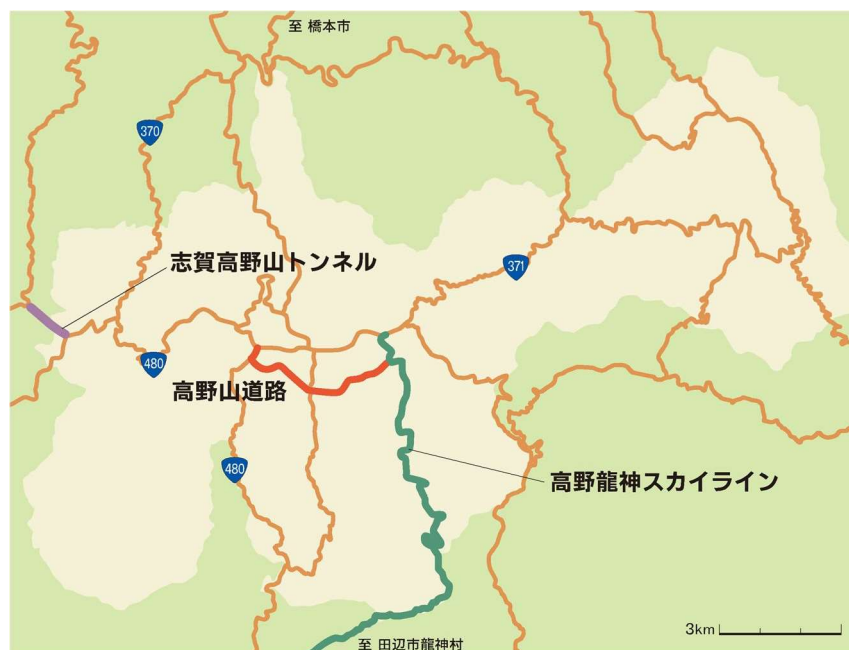 至 橋本市
370
志賀高野山トンネル
371
480
高野山道路
480
高野龍神スカイライン
3km
至 田辺市龍神村